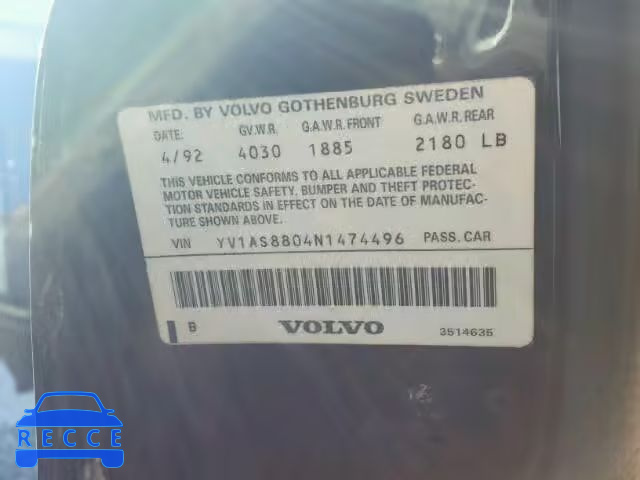 MFD. BY VOLVO GOTHENBURG SWEDEN
DATE: G.V.W.R. G.A.W.R. FRONT G.A.W.R. REAR
4/92 4030 1885 2180 LB
THIS VEHICLE CONFORMS TO ALL APPLICABLE FEDERAL
MOTOR VEHICLE SAFETY, BUMPER AND THEFT PROTEC-
TION STANDARDS IN EFFECT ON THE DATE OF MANUFAC-
TURE SHOWN ABOVE.
VIN YV1AS8804N1474496 PASS. CAR
B VOLVO 3514635
RECCE